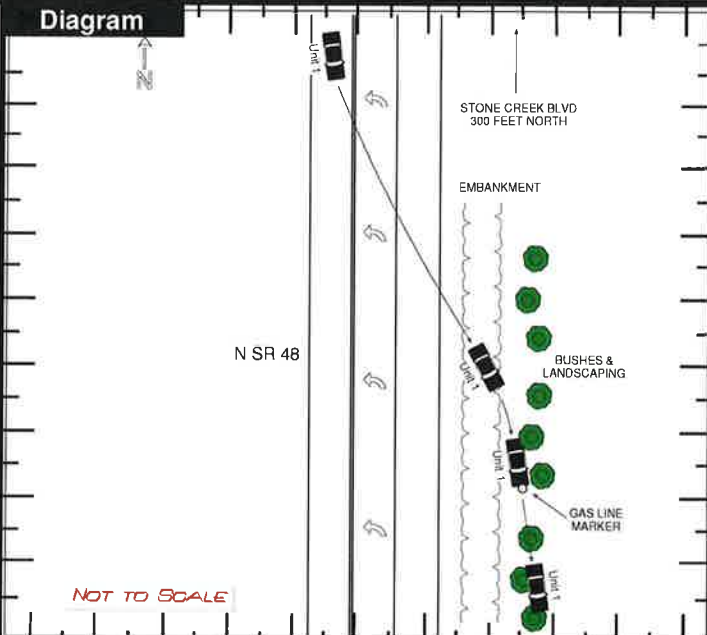 Diagram
N
Unit 1
STONE CREEK BLVD
300 FEET NORTH
EMBANKMENT
N SR 48
Unit 1
BUSHES &
LANDSCAPING
Unit 1
GAS LINE
MARKER
Unit 1
NOT TO SCALE